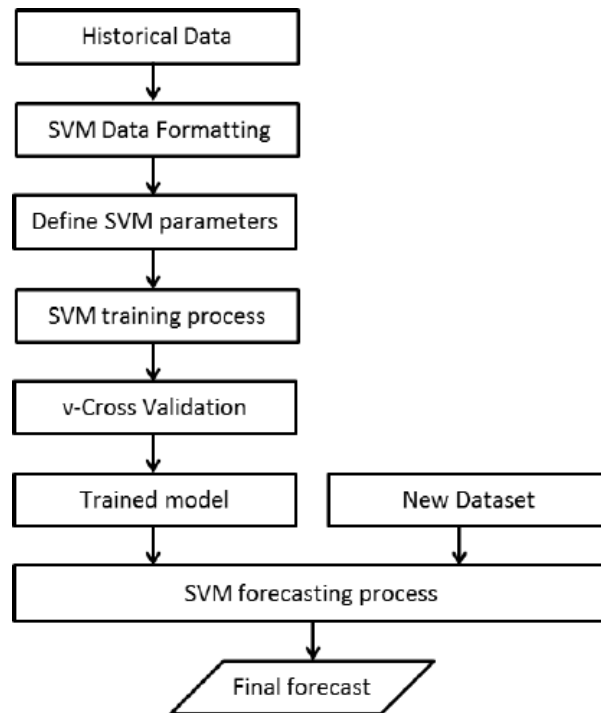 Historical Data
SVM Data Formatting
Define SVM parameters
SVM training process
v-Cross Validation
Trained model
New Dataset
SVM forecasting process
Final forecast